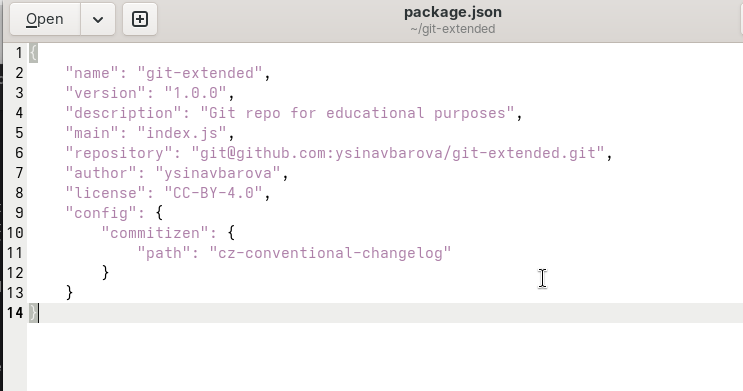 Open
package.json
~/git-extended
1 {
2     "name": "git-extended",
3     "version": "1.0.0",
4     "description": "Git repo for educational purposes",
5     "main": "index.js",
6     "repository": "git@github.com:ysinavbarova/git-extended.git",
7     "author": "ysinavbarova",
8     "license": "CC-BY-4.0",
9     "config": {
10         "commitizen": {
11             "path": "cz-conventional-changelog"
12         }
13     }
14 }